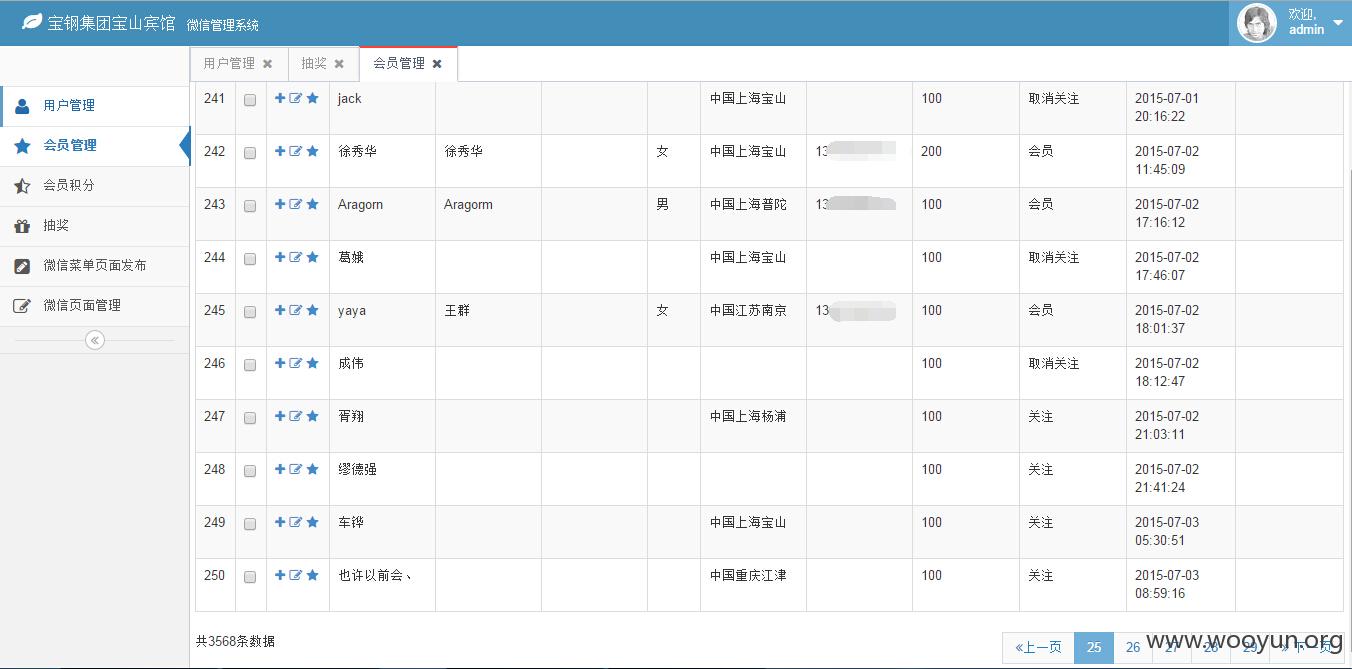 宝钢集团宝山宾馆 微信管理系统
欢迎,
admin
用户管理 抽奖 会员管理
用户管理
会员管理
会员积分
抽奖
微信菜单页面发布
微信页面管理
241 jack 中国上海宝山 100 取消关注 2015-07-01
20:16:22
242 徐秀华 徐秀华 女 中国上海宝山 13 200 会员 2015-07-02
11:45:09
243 Aragorn Aragorm 男 中国上海普陀 13 100 会员 2015-07-02
17:16:12
244 葛娥 中国上海宝山 100 取消关注 2015-07-02
17:46:07
245 yaya 王群 女 中国江苏南京 13 100 会员 2015-07-02
18:01:37
246 成伟 100 取消关注 2015-07-02
18:12:47
247 胥翔 中国上海杨浦 100 关注 2015-07-02
21:03:11
248 缪德强 100 关注 2015-07-02
21:41:24
249 车铧 中国上海宝山 100 关注 2015-07-03
05:30:51
250 也许以前会、 中国重庆江津 100 关注 2015-07-03
08:59:16
共3568条数据
«上一页 25 26 27 28 29 » 下一页
www.wooyun.org